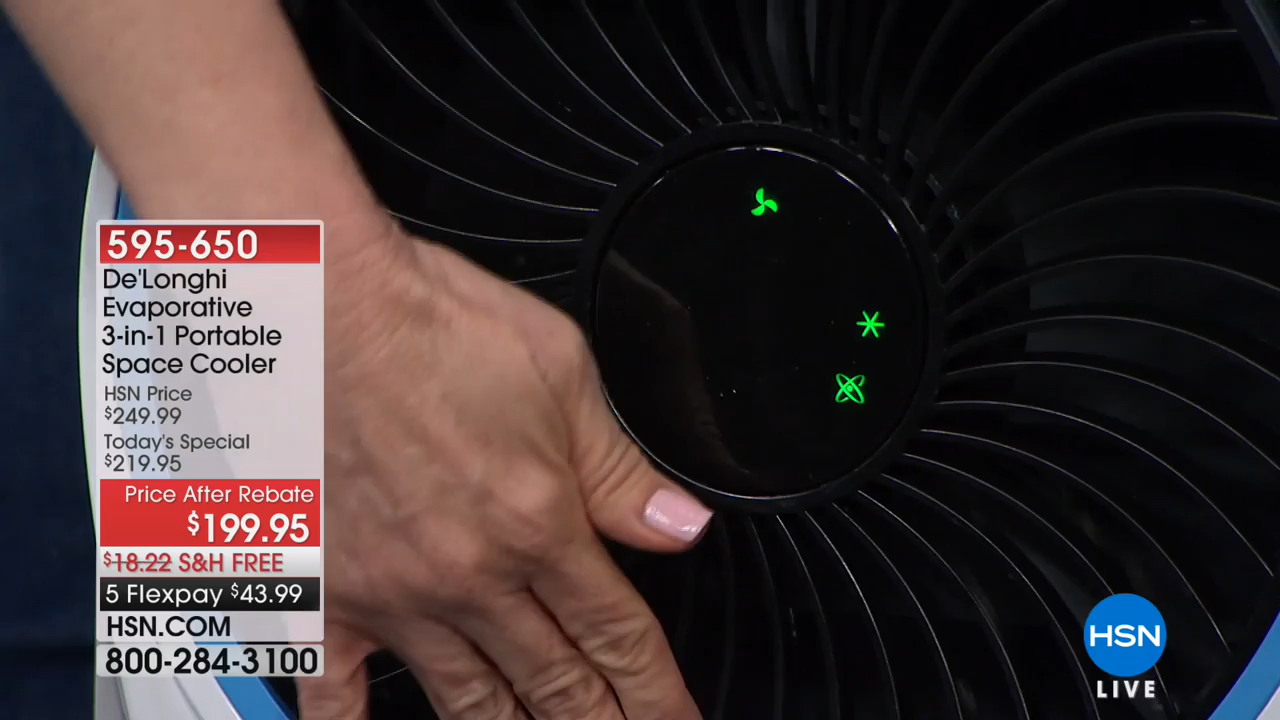 595-650
De'Longhi
Evaporative
3-in-1 Portable
Space Cooler
HSN Price
$249.99
Today's Special
$219.95
Price After Rebate
$199.95
$18.22 S&H FREE
5 Flexpay $43.99
HSN.COM
800-284-3100
HSN
LIVE